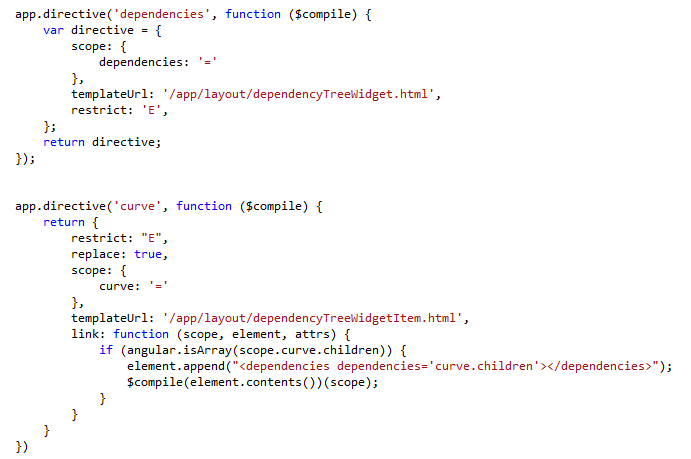 app.directive('dependencies', function ($compile) {
    var directive = {
        scope: {
            dependencies: '='
        },
        templateUrl: '/app/layout/dependencyTreeWidget.html',
        restrict: 'E',
    };
    return directive;
});

app.directive('curve', function ($compile) {
    return {
        restrict: "E",
        replace: true,
        scope: {
            curve: '='
        },
        templateUrl: '/app/layout/dependencyTreeWidgetItem.html',
        link: function (scope, element, attrs) {
            if (angular.isArray(scope.curve.children)) {
                element.append("<dependencies dependencies='curve.children'></dependencies>");
                $compile(element.contents())(scope);
            }
        }
    }
})